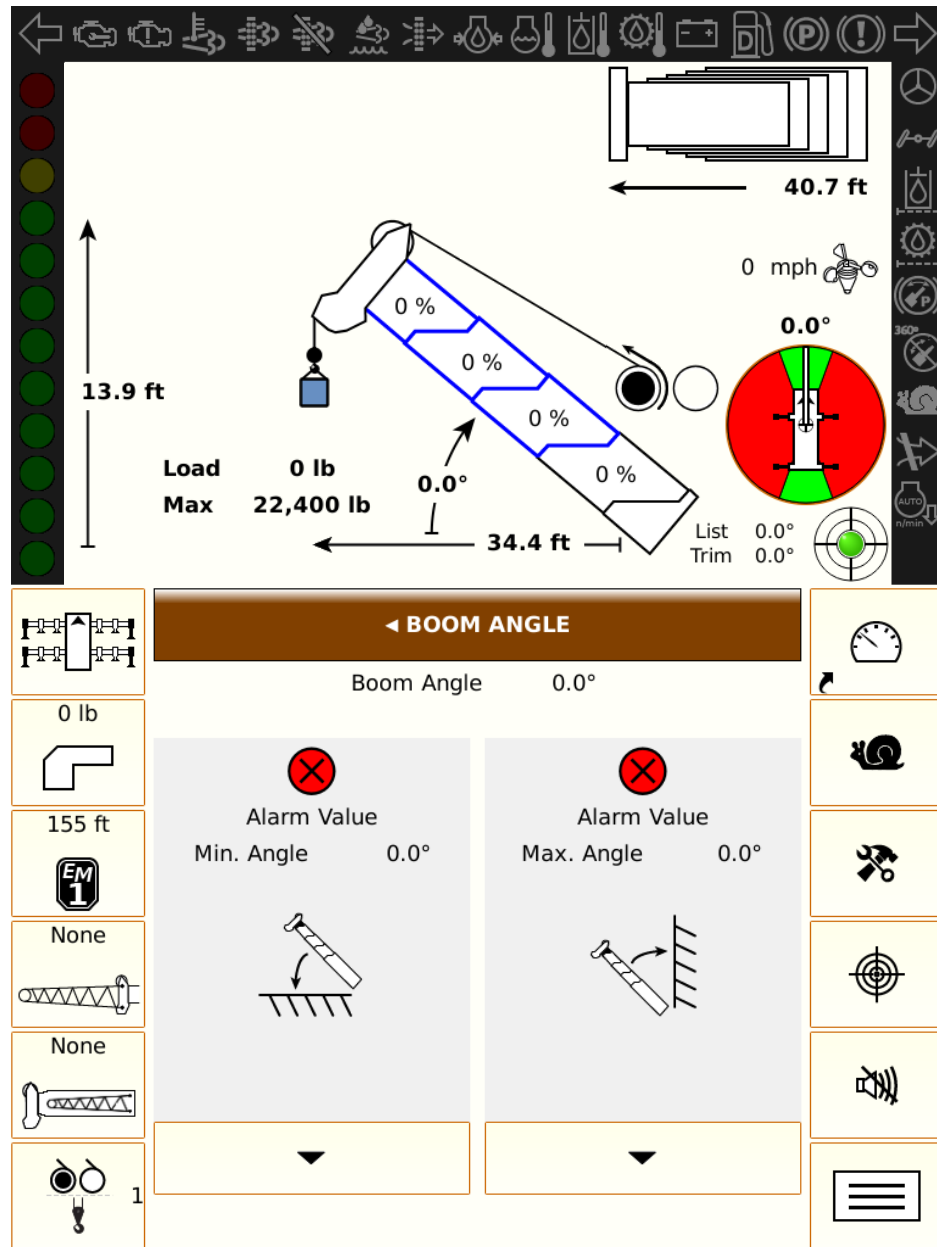 D
P
40.7 ft
0 mph
P
360°
0.0°
0 %
0 %
0 %
0 %
13.9 ft
Load 0 lb
Max 22,400 lb
0.0°
34.4 ft
List 0.0°
Trim 0.0°
AUTO
n/min
◄ BOOM ANGLE
Boom Angle 0.0°
0 lb
155 ft
EM
1
None
None
1
Alarm Value
Min. Angle 0.0°
Alarm Value
Max. Angle 0.0°